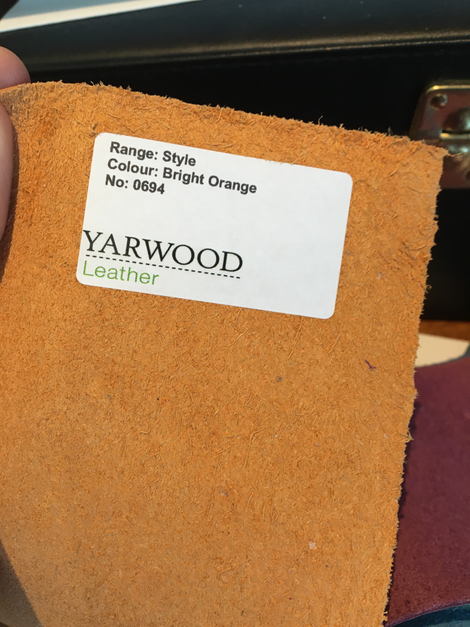 Range: Style
Colour: Bright Orange
No: 0694
YARWOOD
Leather